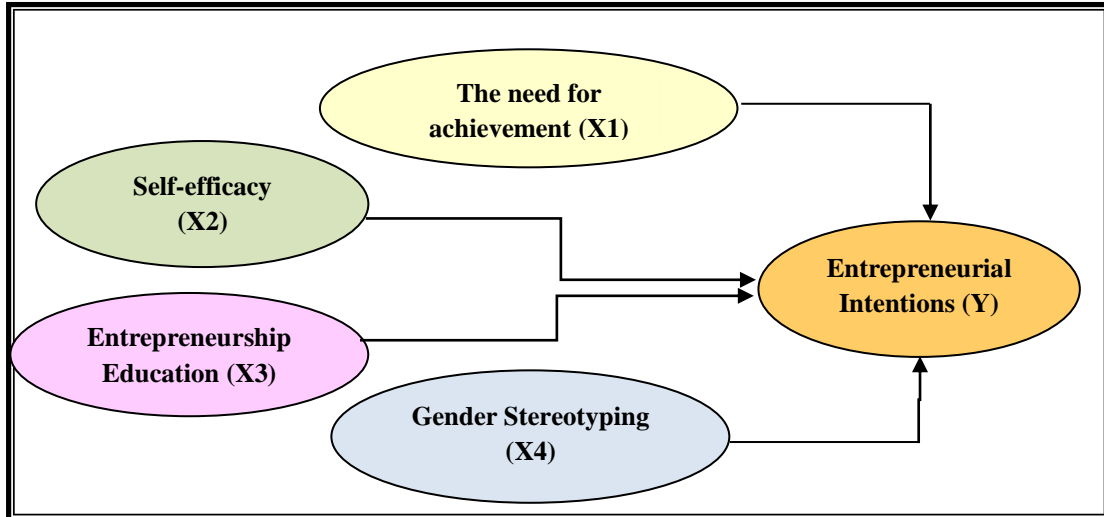 The need for
achievement (X1)
Self-efficacy
(X2)
Entrepreneurial
Intentions (Y)
Entrepreneurship
Education (X3)
Gender Stereotyping
(X4)